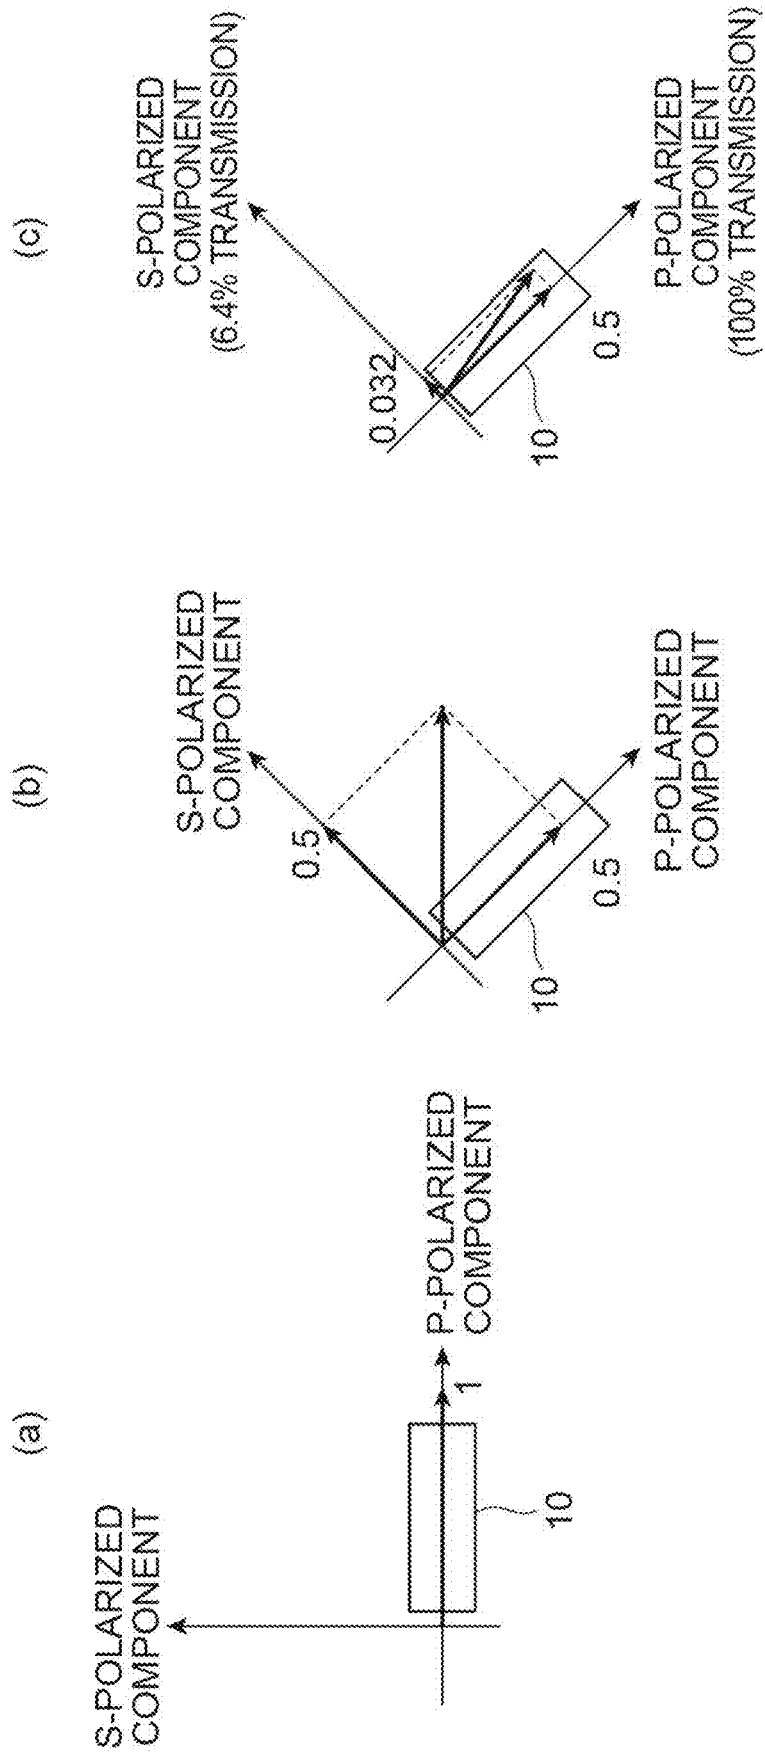 (a)
S-POLARIZED
COMPONENT
P-POLARIZED
COMPONENT
1
10
(b)
S-POLARIZED
COMPONENT
0.5
0.5
10
P-POLARIZED
COMPONENT
(c)
S-POLARIZED
COMPONENT
(6.4% TRANSMISSION)
0.032
0.5
10
P-POLARIZED
COMPONENT
(100% TRANSMISSION)